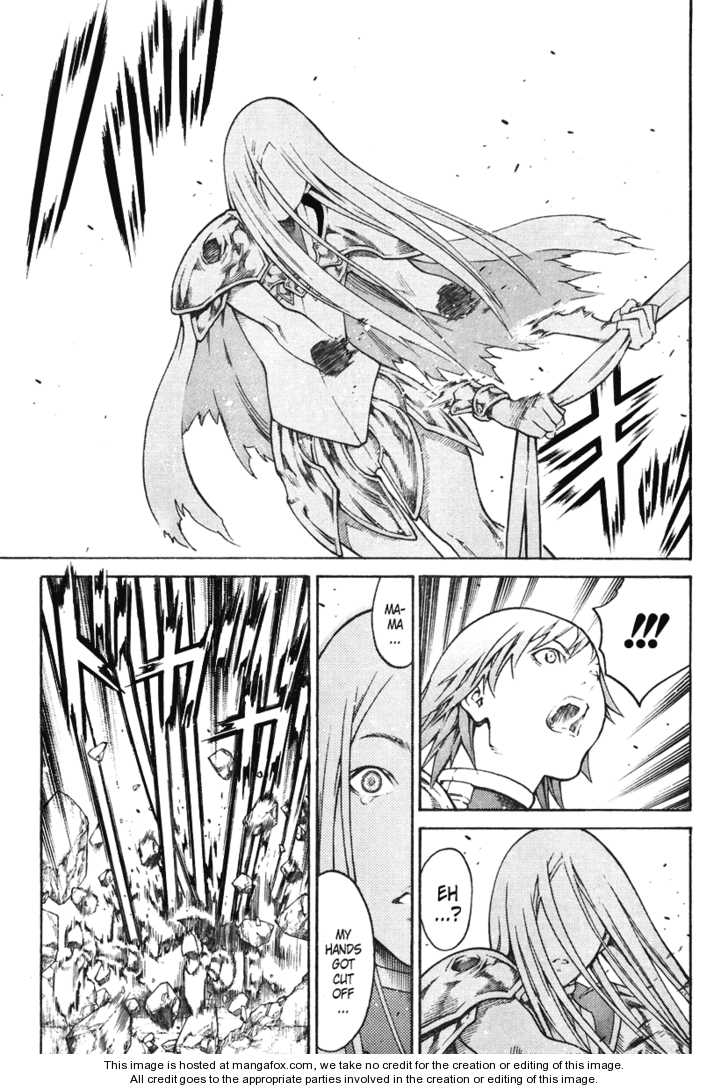 !!!
EH
...?
MA-
MA
...
MY
HANDS
GOT
CUT
OFF
...
This image is hosted at mangafox.com, we take no credit for the creation or editing of this image.
All credit goes to the appropriate parties involved in the creation or editing of this image.